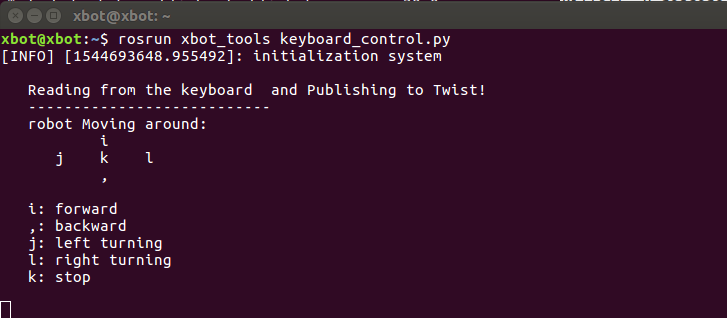 xbot@xbot: ~
xbot@xbot:~$ rosrun xbot_tools keyboard_control.py
[INFO] [1544693648.955492]: initialization system
Reading from the keyboard  and Publishing to Twist!
---------------------------
robot Moving around:
i
j    k    l
,
i: forward
,: backward
j: left turning
l: right turning
k: stop